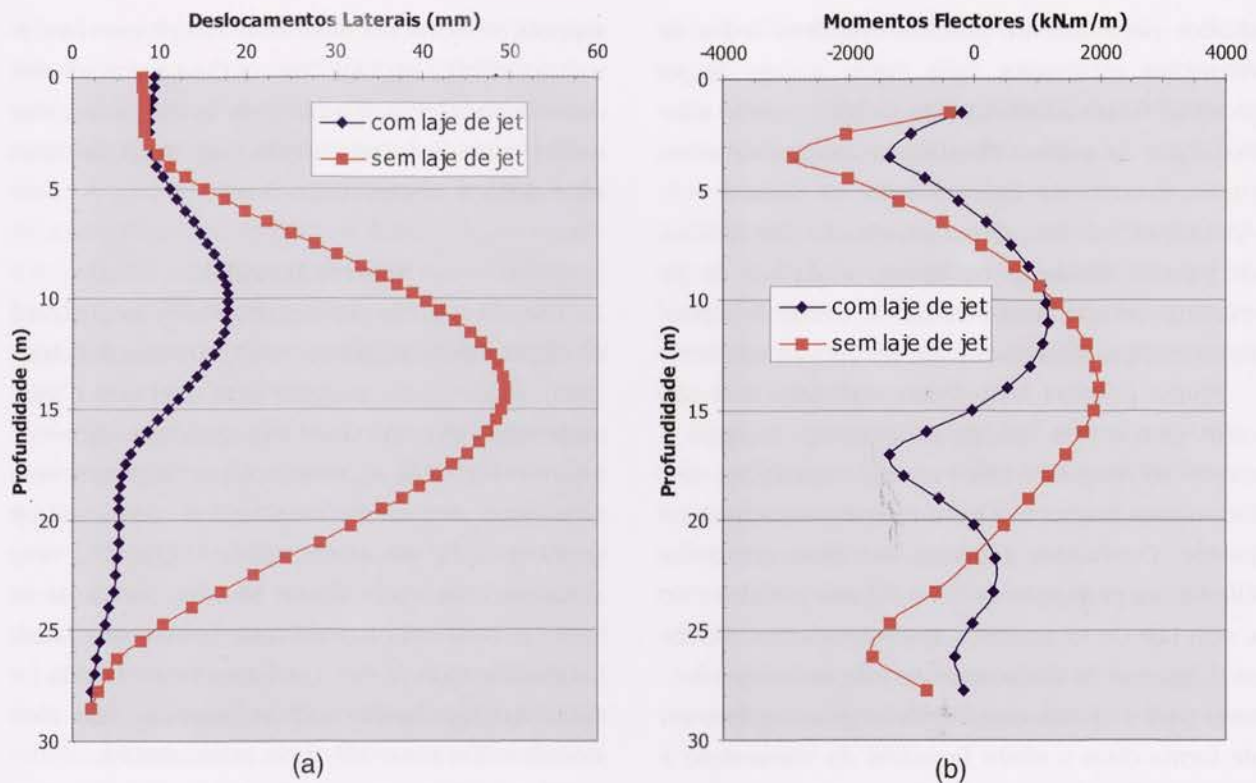 Deslocamentos Laterais (mm)
0 10 20 30 40 50 60
0
5
10
15
20
25
30
Profundidade (m)
com laje de jet
sem laje de jet
(a)
Momentos Flectores (kN.m/m)
-4000 -2000 0 2000 4000
0
5
10
15
20
25
30
Profundidade (m)
com laje de jet
sem laje de jet
(b)